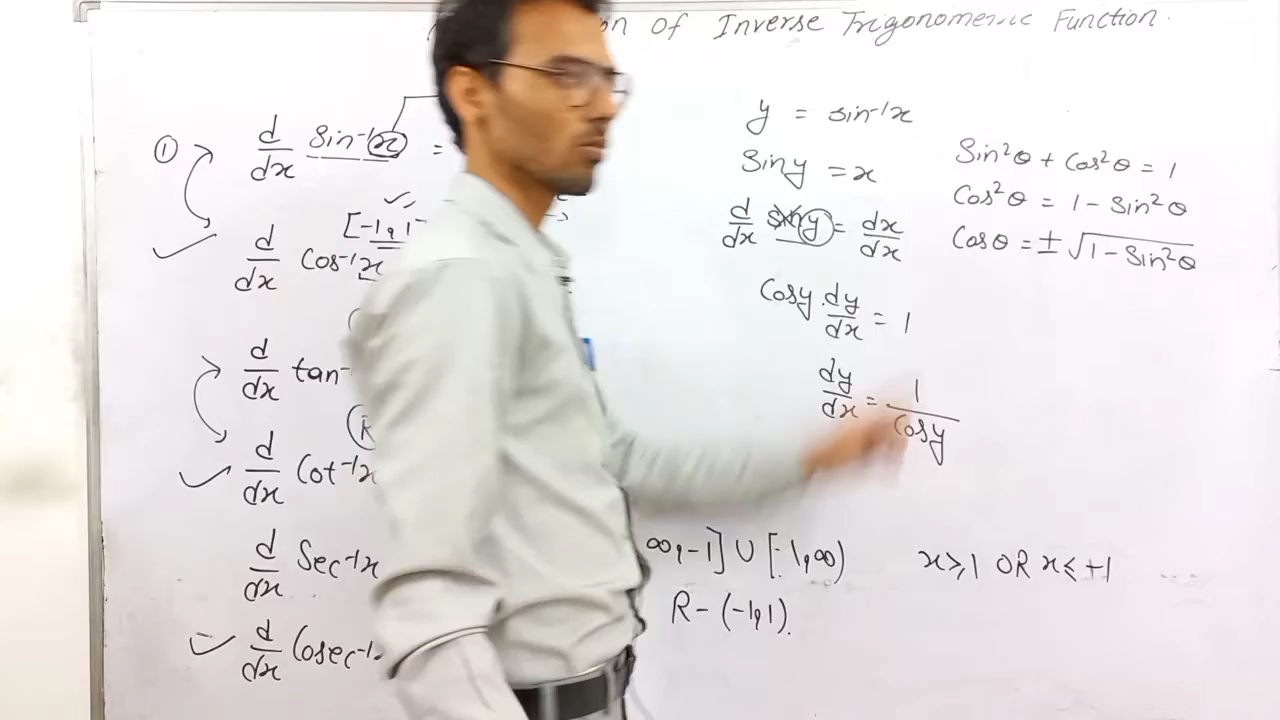 on of Inverse Trigonometric Function.
① d/dx Sin⁻¹x =
[-1,1
d/dx Cos⁻¹x
d/dx tan⁻
(R
d/dx Cot⁻¹x
d/dx Sec⁻¹x
d/dx Cosec⁻¹
y = sin⁻¹x
Siny = x
d/dx siny = dx/dx
Cosy.dy/dx = 1
dy/dx = 1/Cosy
Sin²θ + Cos²θ = 1
Cos²θ = 1 - Sin²θ
Cosθ = ±√1 - Sin²θ
∞,-1] ∪ [-1,∞)
x ≥ 1 OR x ≤ +1
R - (-1,1).